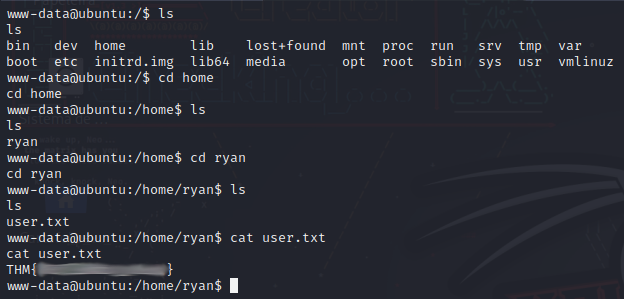 www-data@ubuntu:/$ ls
ls
bin dev home lib lost+found mnt proc run srv tmp var
boot etc initrd.img lib64 media opt root sbin sys usr vmlinuz
www-data@ubuntu:/$ cd home
cd home
www-data@ubuntu:/home$ ls
ls
ryan
www-data@ubuntu:/home$ cd ryan
cd ryan
www-data@ubuntu:/home/ryan$ ls
ls
user.txt
www-data@ubuntu:/home/ryan$ cat user.txt
cat user.txt
THM{ }
www-data@ubuntu:/home/ryan$